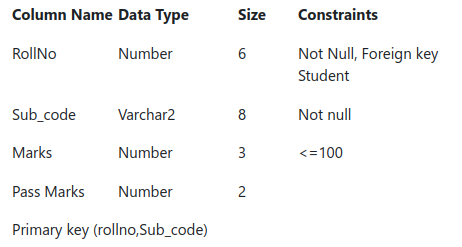 Column Name Data Type Size Constraints
RollNo Number 6 Not Null, Foreign key
Student
Sub_code Varchar2 8 Not null
Marks Number 3 <=100
Pass Marks Number 2
Primary key (rollno,Sub_code)